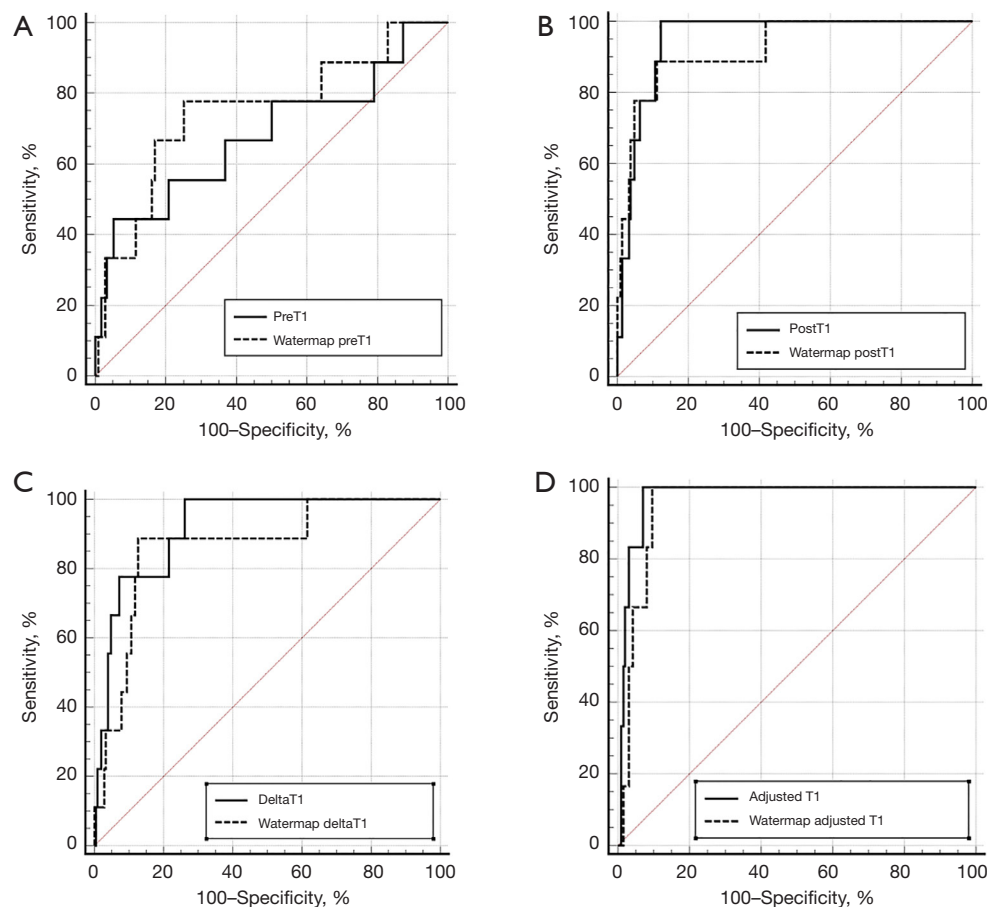 A
100
80
60
40
20
0
Sensitivity, %
PreT1
Watermap preT1
0 20 40 60 80 100
100–Specificity, %
B
100
80
60
40
20
0
Sensitivity, %
PostT1
Watermap postT1
0 20 40 60 80 100
100–Specificity, %
C
100
80
60
40
20
0
Sensitivity, %
DeltaT1
Watermap deltaT1
0 20 40 60 80 100
100–Specificity, %
D
100
80
60
40
20
0
Sensitivity, %
Adjusted T1
Watermap adjusted T1
0 20 40 60 80 100
100–Specificity, %